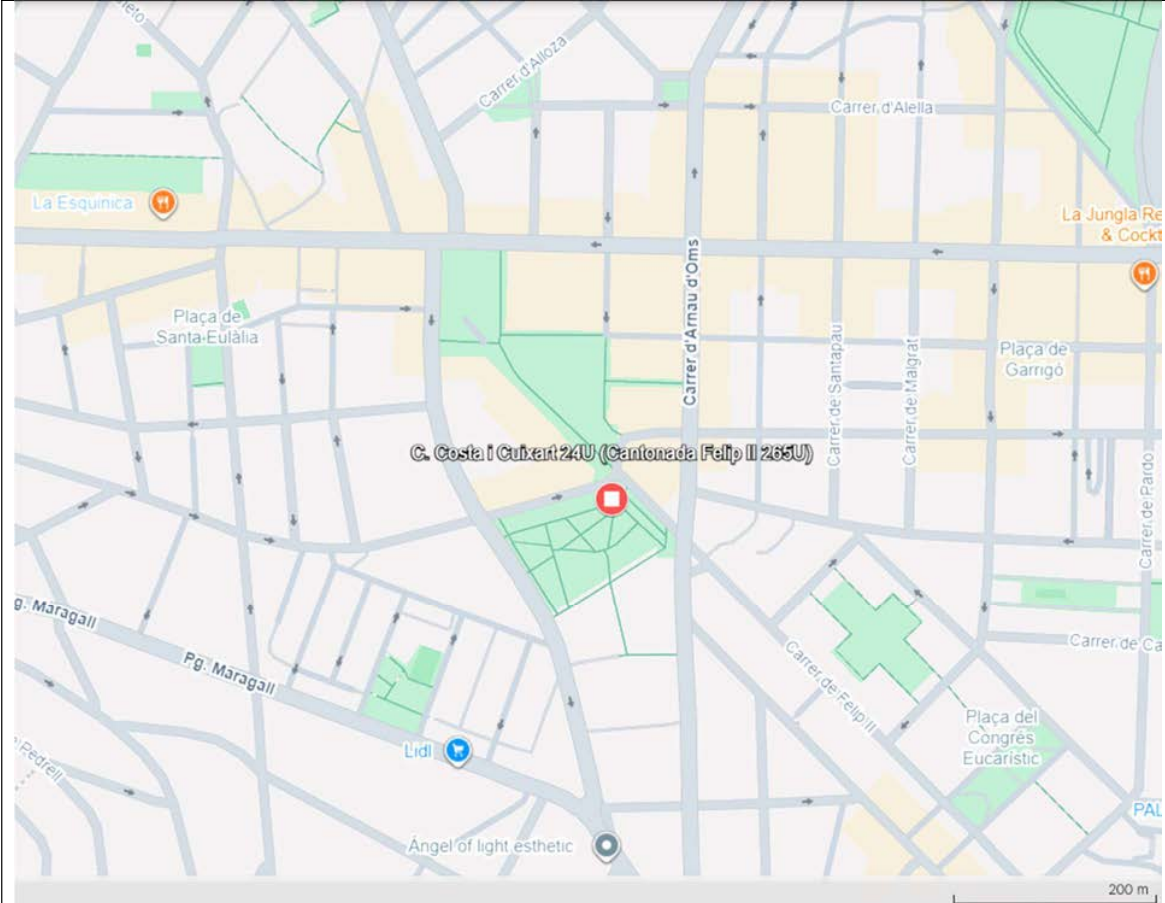 neto
Carrer d'Alloza
Carrer d'Alella
La Esquinica
La Jungla Re
& Cockt
Carrer d'Arnau d'Oms
Plaça de
Santa Eulàlia
Carrer de Santapau
Carrer de Malgrat
Plaça de
Garrigó
C. Costa i Cuixart 24U (Cantonada Felip II 265U)
Carrer de Pardo
g. Maragall
Pg. Maragall
Carrer de Felip II
Carrer de Ca
Plaça del
Congrés
Eucarístic
Lidl
Pedrell
PAL
Ángel of light esthetic
200 m